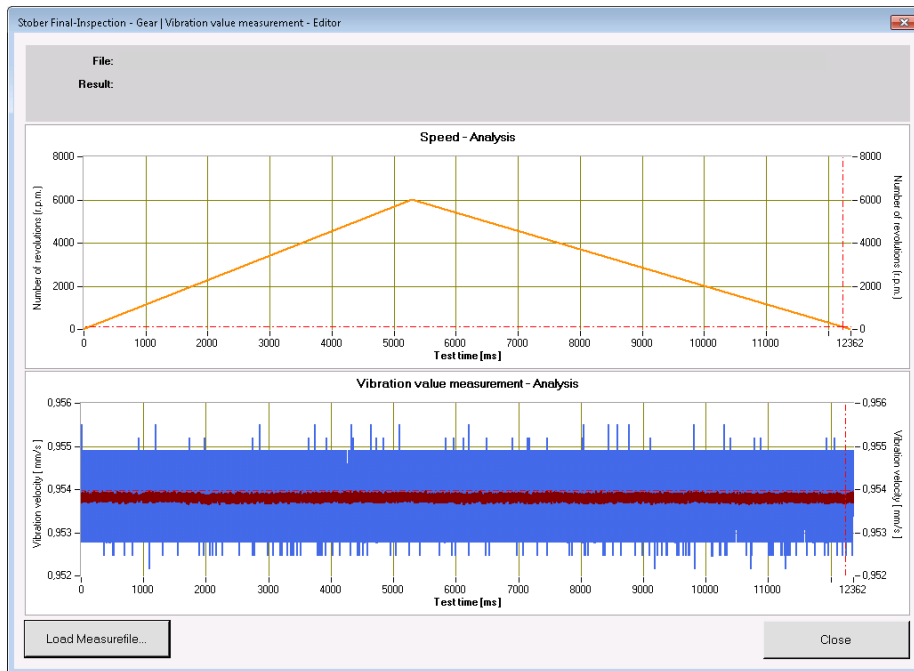 Stober Final-Inspection - Gear | Vibration value measurement - Editor
File:
Result:
Speed - Analysis
Number of revolutions (r.p.m.)
8000
6000
4000
2000
0
8000
6000
4000
2000
0
Number of revolutions (r.p.m.)
0 1000 2000 3000 4000 5000 6000 7000 8000 9000 10000 11000 12362
Test time [ms]
Vibration value measurement - Analysis
Vibration velocity [ mm/s ]
0,956
0,955
0,954
0,953
0,952
0,956
0,955
0,954
0,953
0,952
Vibration velocity [ mm/s ]
0 1000 2000 3000 4000 5000 6000 7000 8000 9000 10000 11000 12362
Test time [ms]
Load Measurefile...
Close